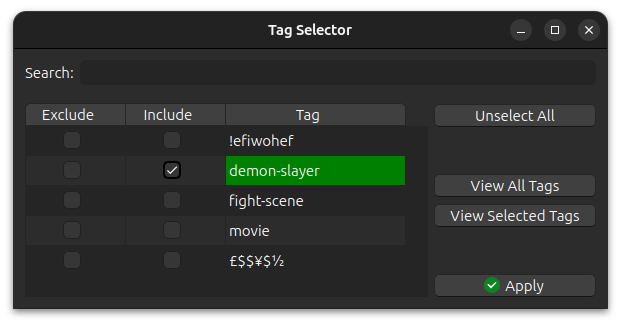 Tag Selector
Search:
Exclude Include Tag
Unselect All
!efiwohef
demon-slayer
View All Tags
fight-scene
View Selected Tags
movie
£$$¥$½
Apply